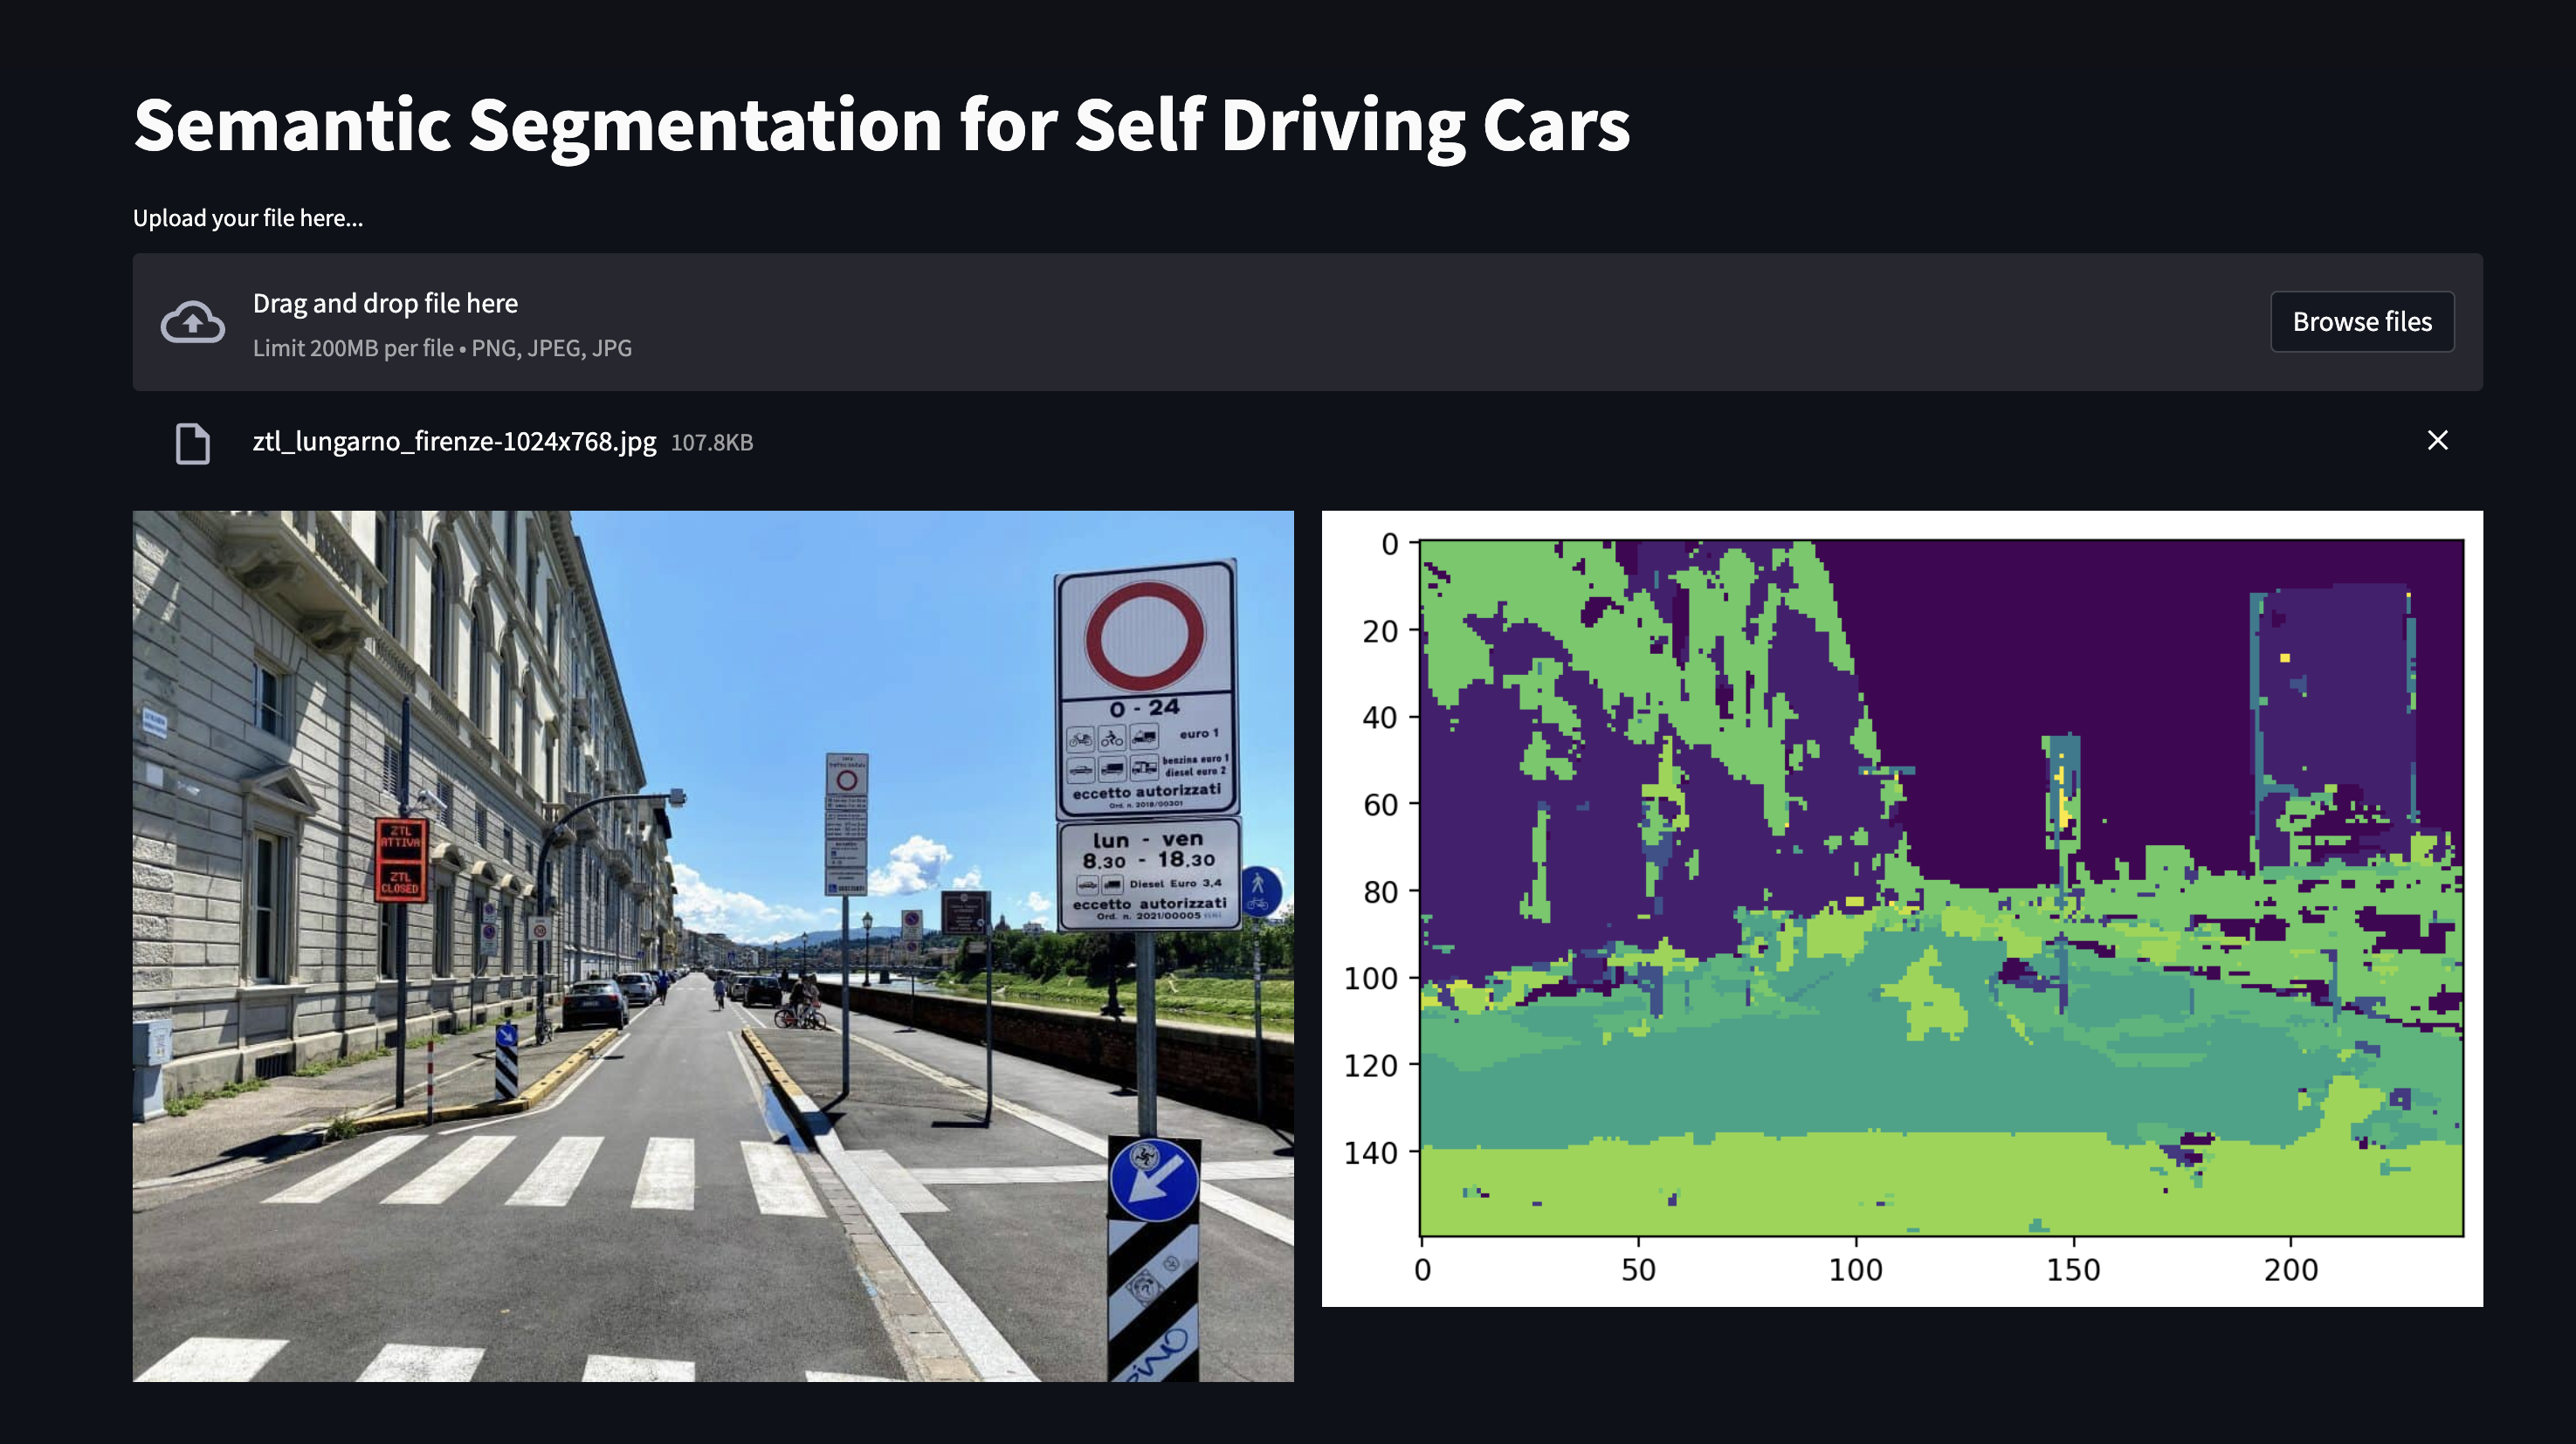 Semantic Segmentation for Self Driving Cars
Upload your file here...
Drag and drop file here
Limit 200MB per file • PNG, JPEG, JPG
Browse files
ztl_lungarno_firenze-1024x768.jpg 107.8KB
0 - 24
euro 1
benzina euro 1
diesel euro 2
eccetto autorizzati
Ord. n. 2018/00301
lun - ven
8.30 - 18.30
Diesel Euro 3,4
eccetto autorizzati
Ord. n. 2021/00005
ZTL
ATTIVA
ZTL
CLOSED
30
0
20
40
60
80
100
120
140
0
50
100
150
200